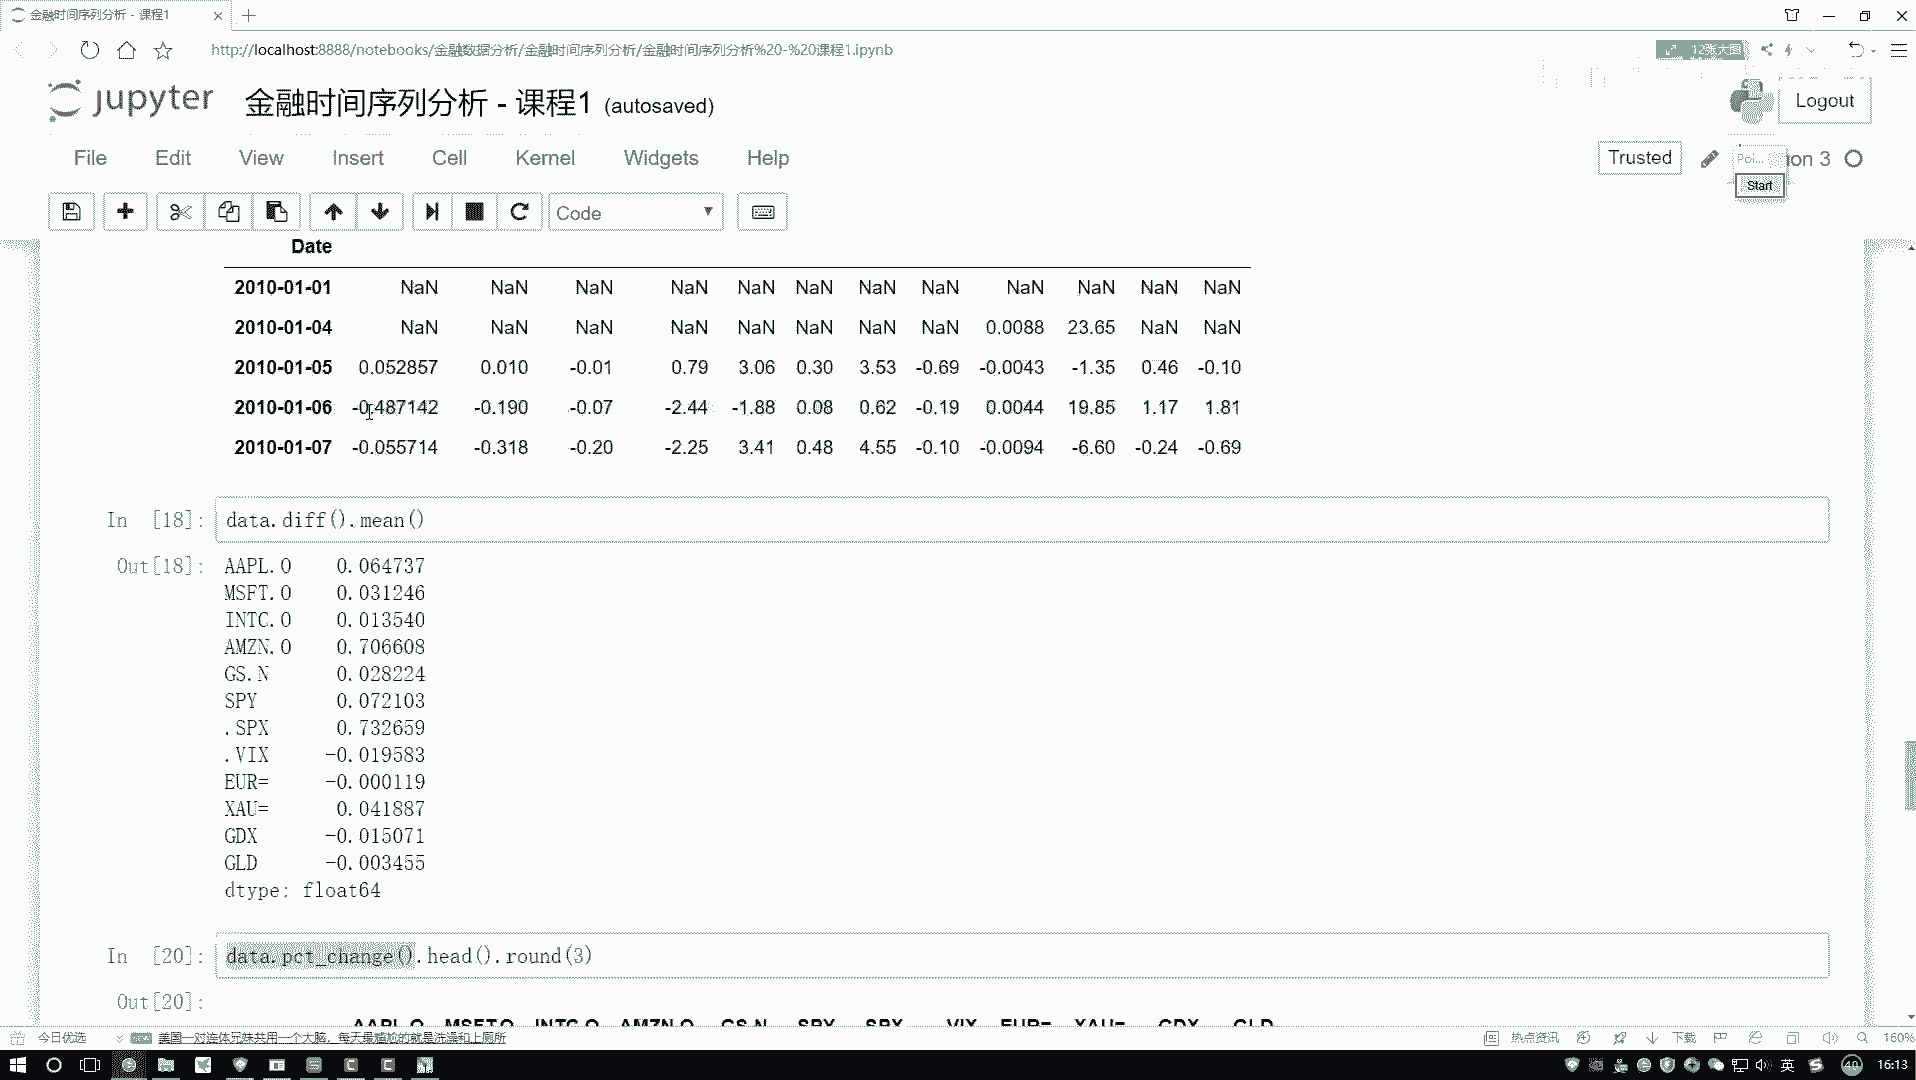 金融时间序列分析 - 课程1
http://localhost:8888/notebooks/金融数据分析/金融时间序列分析/金融时间序列分析%20-%20课程1.ipynb
12张大图
jupyter 金融时间序列分析 - 课程1 (autosaved)
Logout
File Edit View Insert Cell Kernel Widgets Help
Trusted
Poi... on 3
Start
Code
Date
2010-01-01 NaN NaN NaN NaN NaN NaN NaN NaN NaN NaN NaN NaN
2010-01-04 NaN NaN NaN NaN NaN NaN NaN NaN 0.0088 23.65 NaN NaN
2010-01-05 0.052857 0.010 -0.01 0.79 3.06 0.30 3.53 -0.69 -0.0043 -1.35 0.46 -0.10
2010-01-06 -0.487142 -0.190 -0.07 -2.44 -1.88 0.08 0.62 -0.19 0.0044 19.85 1.17 1.81
2010-01-07 -0.055714 -0.318 -0.20 -2.25 3.41 0.48 4.55 -0.10 -0.0094 -6.60 -0.24 -0.69
In [18]: data.diff().mean()
Out[18]: AAPL.O 0.064737
MSFT.O 0.031246
INTC.O 0.013540
AMZN.O 0.706608
GS.N 0.028224
SPY 0.072103
.SPX 0.732659
.VIX -0.019583
EUR= -0.000119
XAU= 0.041887
GDX -0.015071
GLD -0.003455
dtype: float64
In [20]: data.pct_change().head().round(3)
Out[20]:
AAPL.O MSFT.O INTC.O AMZN.O GS.N SPY .SPX .VIX EUR= XAU= GDX GLD
今日优选 美国一对连体兄妹共用一个大脑，每天最尴尬的就是洗澡和上厕所 热点资讯 下载 160%
英 40 16:13